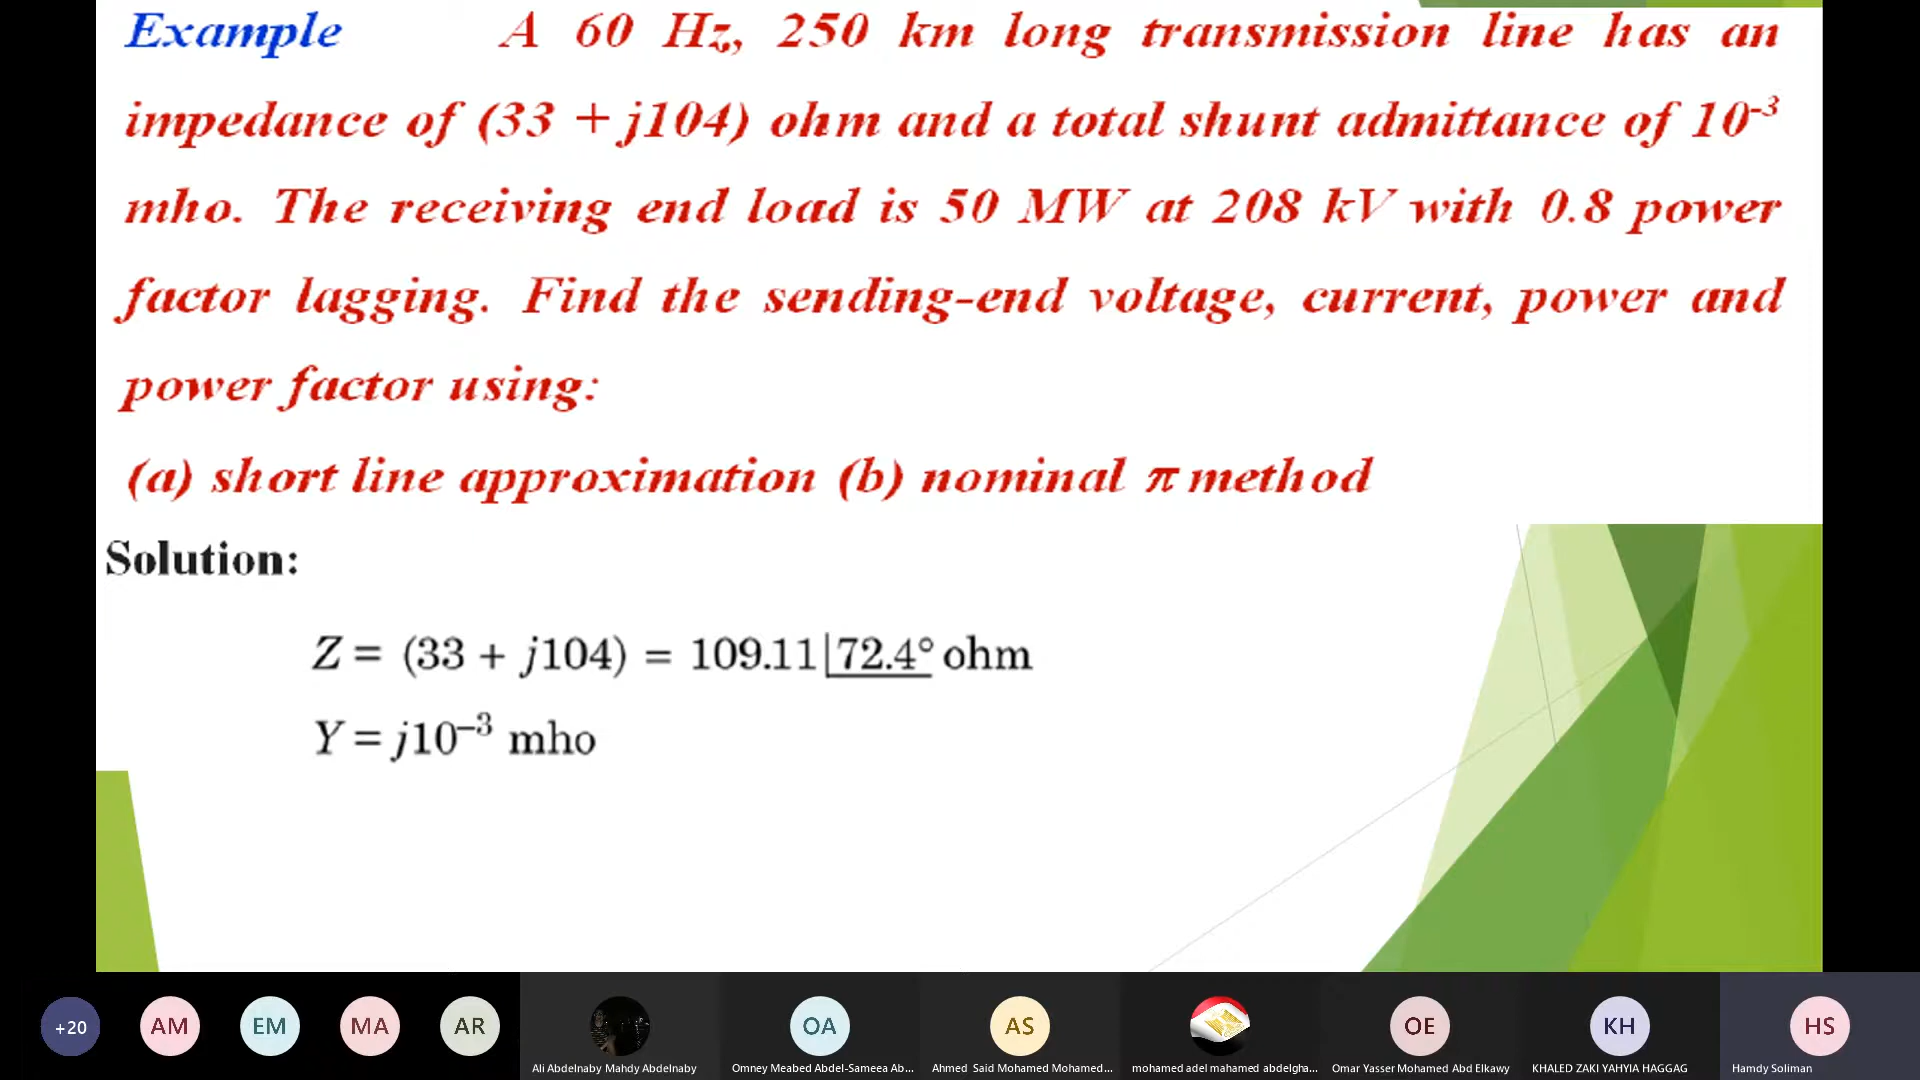 Example A 60 Hz, 250 km long transmission line has an
impedance of (33 + j104) ohm and a total shunt admittance of 10⁻³
mho. The receiving end load is 50 MW at 208 kV with 0.8 power
factor lagging. Find the sending-end voltage, current, power and
power factor using:
(a) short line approximation (b) nominal π method
Solution:
Z = (33 + j104) = 109.11|72.4° ohm
Y = j10⁻³ mho
+20 AM EM MA AR OA AS OE KH HS
Ali Abdelnaby Mahdy Abdelnaby Omney Meabed Abdel-Sameea Ab... Ahmed Said Mohamed Mohamed... mohamed adel mahamed abdelgha... Omar Yasser Mohamed Abd Elkawy KHALED ZAKI YAHYIA HAGGAG Hamdy Soliman